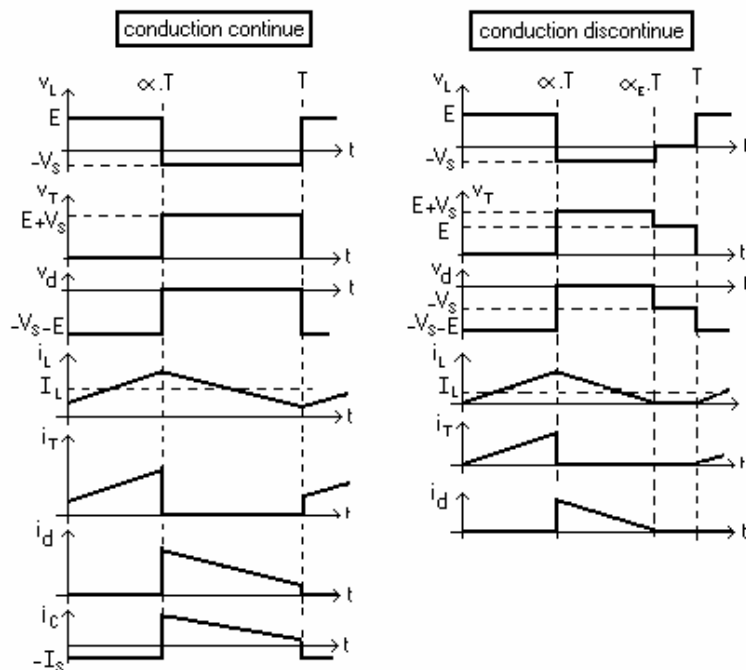 conduction continue
v_L
∝.T
T
E
-V_S
t
v_T
E+V_S
t
v_d
t
-V_S-E
i_L
I_L
t
i_T
t
i_d
t
i_C
t
-I_S
conduction discontinue
v_L
∝.T
∝_E.T
T
E
-V_S
t
v_T
E+V_S
E
t
v_d
t
-V_S
-V_S-E
i_L
I_L
i_T
t
i_d
t